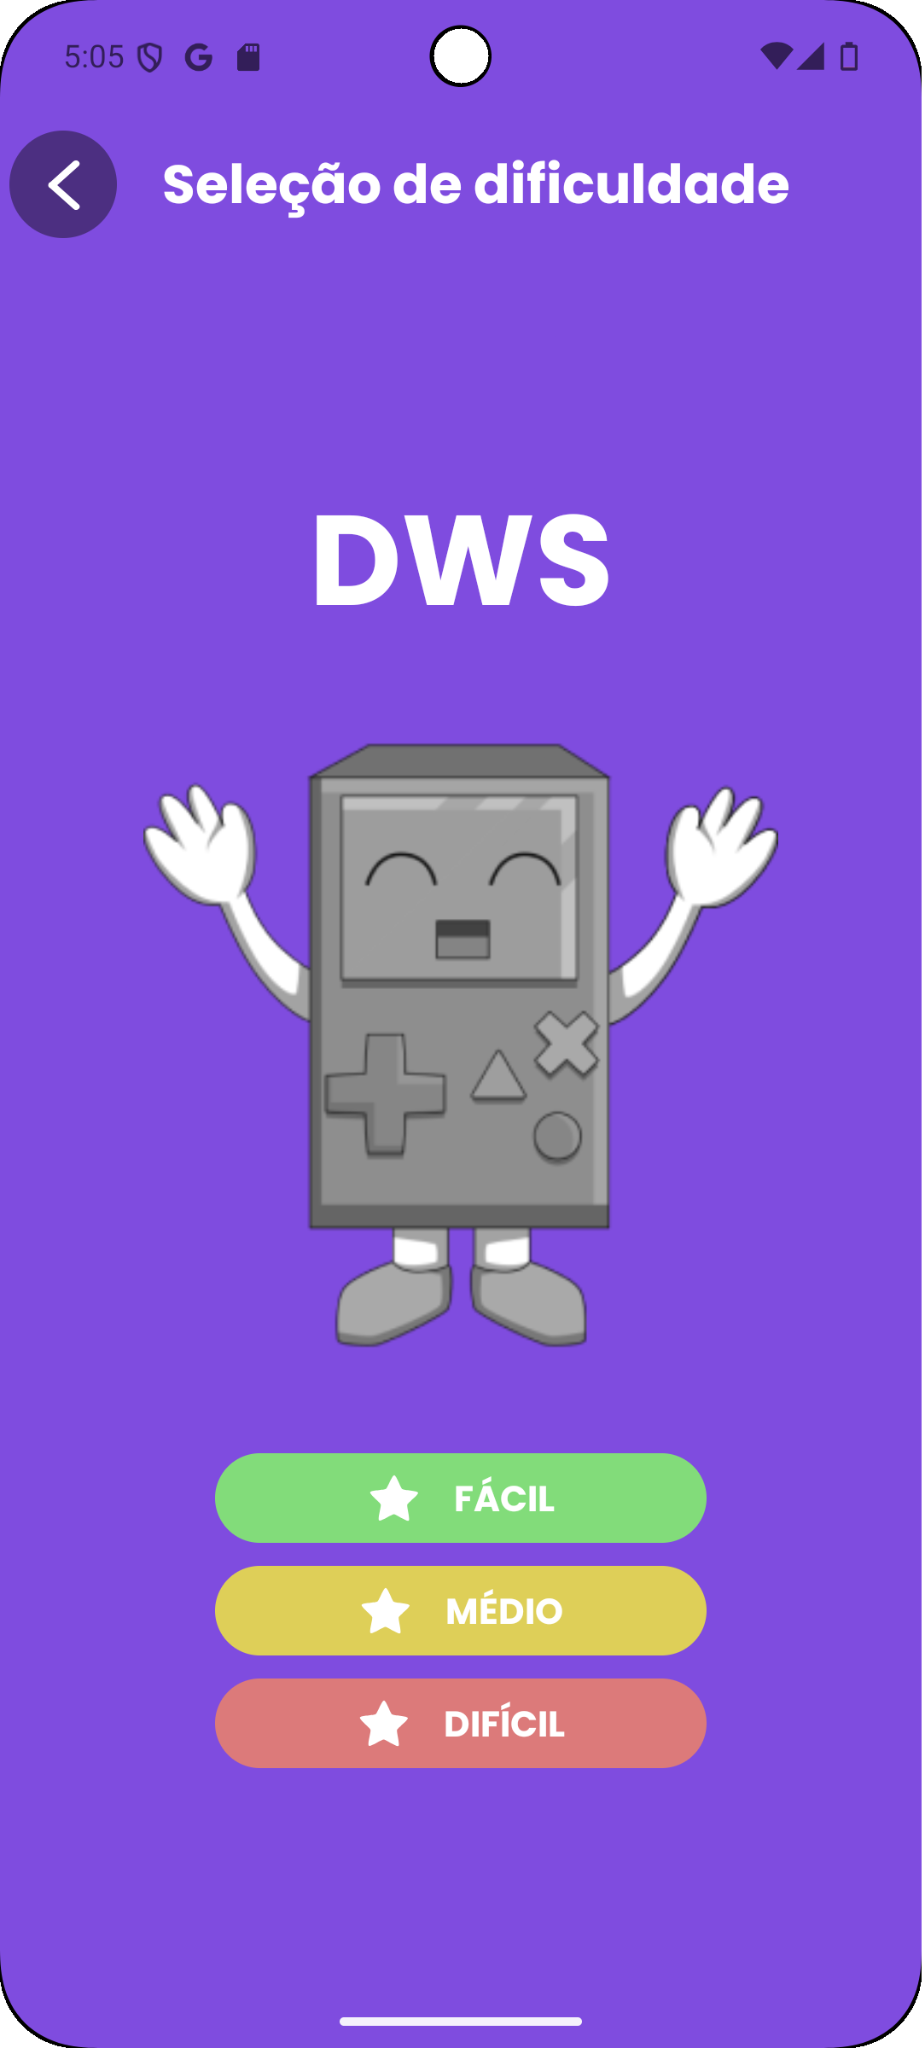 5:05
Seleção de dificuldade
DWS
FÁCIL
MÉDIO
DIFÍCIL